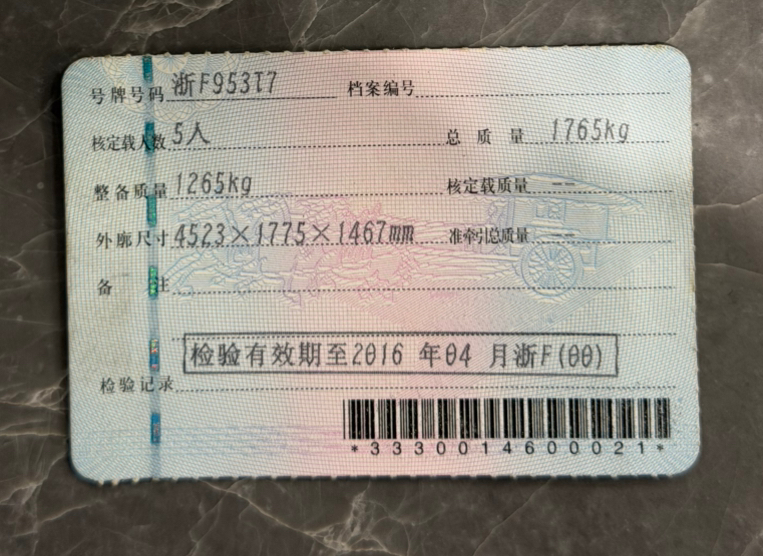 号牌号码 浙F953T7 档案编号
核定载人数 5人 总质量 1765kg
整备质量 1265kg 核定载质量 --
外廓尺寸 4523×1775×1467mm 准牵引总质量 --
备注
检验有效期至2016 年04 月浙F(00)
检验记录
*3330014600021*